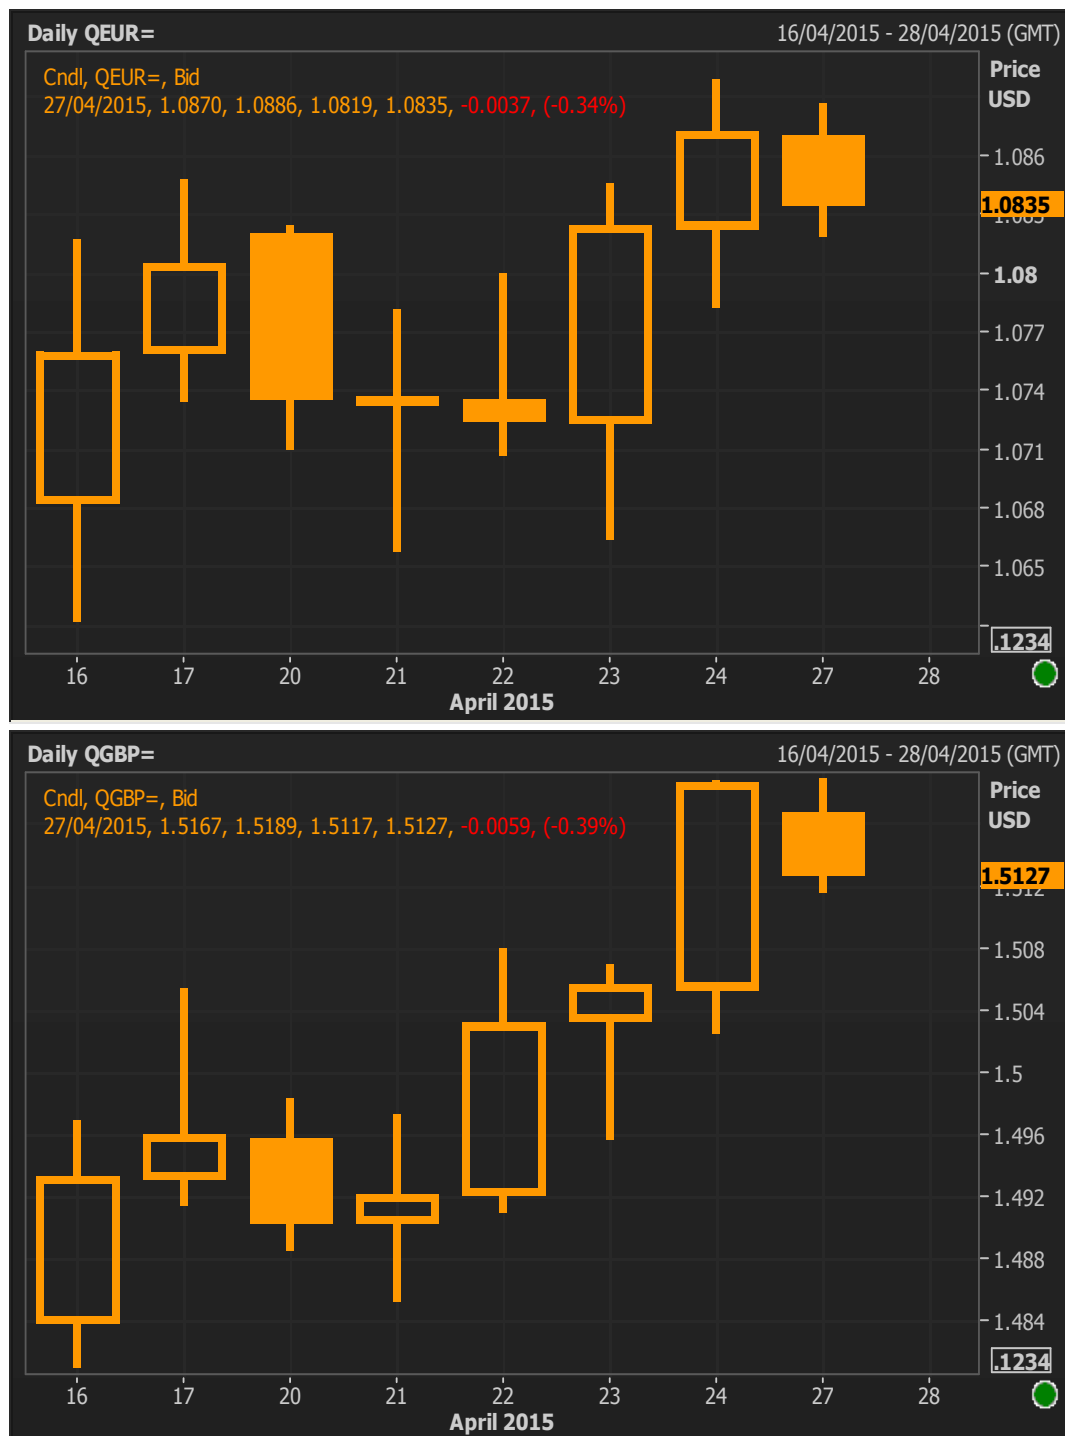 Daily QEUR= 16/04/2015 - 28/04/2015 (GMT)
Cndl, QEUR=, Bid
27/04/2015, 1.0870, 1.0886, 1.0819, 1.0835, -0.0037, (-0.34%)
Price
USD
1.086
1.0835
1.08
1.077
1.074
1.071
1.068
1.065
.1234
16 17 20 21 22 23 24 27 28
April 2015
Daily QGBP= 16/04/2015 - 28/04/2015 (GMT)
Cndl, QGBP=, Bid
27/04/2015, 1.5167, 1.5189, 1.5117, 1.5127, -0.0059, (-0.39%)
Price
USD
1.5127
1.512
1.508
1.504
1.5
1.496
1.492
1.488
1.484
.1234
16 17 20 21 22 23 24 27 28
April 2015